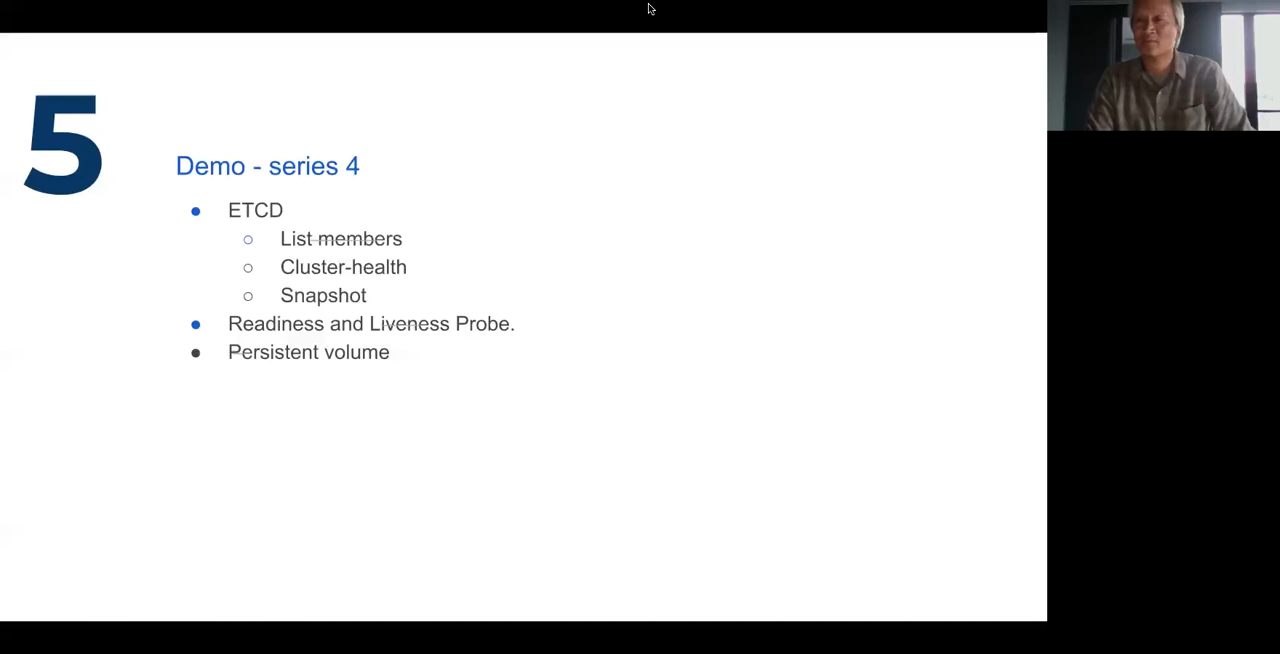 5
Demo - series 4
ETCD
List members
Cluster-health
Snapshot
Readiness and Liveness Probe.
Persistent volume